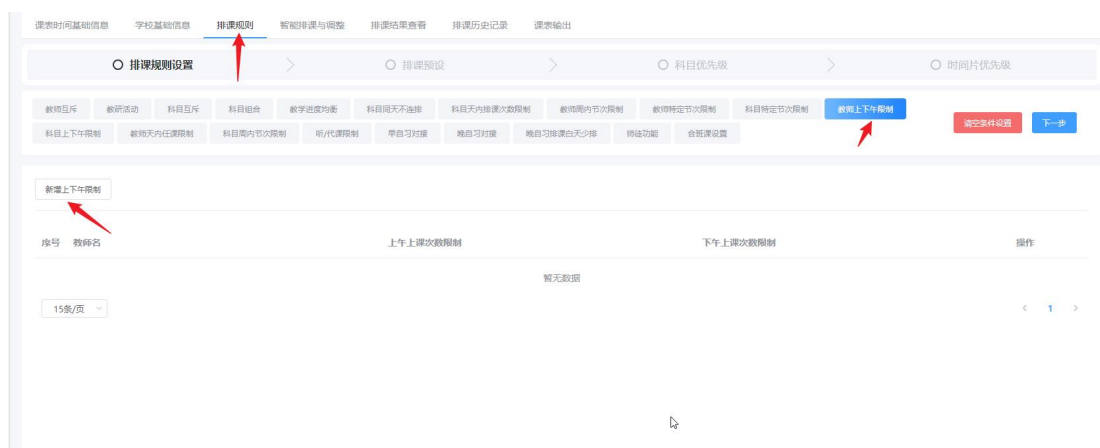 课表时间基础信息 学校基础信息 排课规则 智能排课与调整 排课结果查看 排课历史记录 课表输出
排课规则设置 排课预设 科目优先级 时间片优先级
教师互斥 教研活动 科目互斥 科目组合 教学进度均衡 科目同天不连排 科目天内排课次数限制 教师周内节次限制 教师特定节次限制 科目特定节次限制 教师上下午限制
清空条件设置 下一步
科目上下午限制 教师天内任课限制 科目周内节次限制 听/代课限制 早自习对接 晚自习对接 晚自习排课白天少排 师徒功能 合班课设置
新增上下午限制
序号 教师名 上午上课次数限制 下午上课次数限制 操作
暂无数据
15条/页 < 1 >